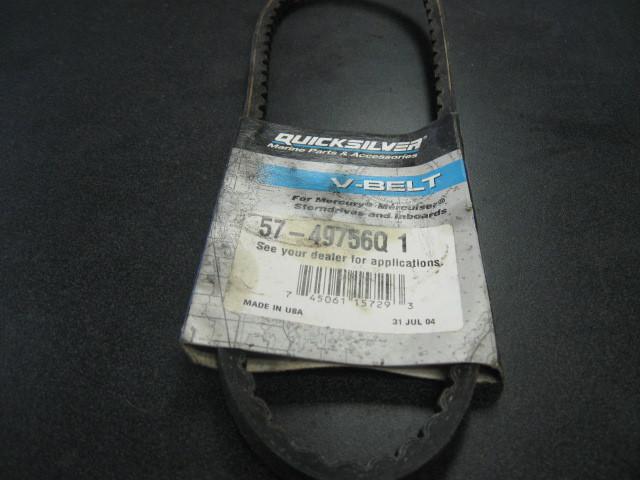 QUICKSILVER®
Marine Parts & Accessories
V-BELT
For Mercury® Mercruiser®
Sterndrives and Inboards
57-49756Q 1
See your dealer for applications.
7 45061 15729 3
MADE IN USA
31 JUL 04